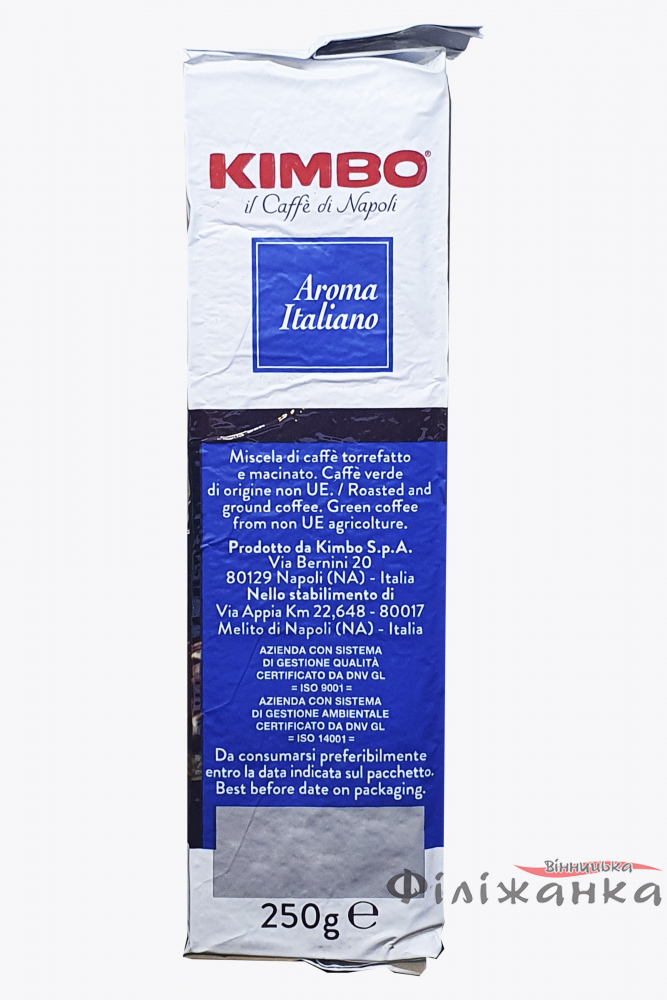 KIMBO®
il Caffè di Napoli
Aroma
Italiano
Miscela di caffè torrefatto
e macinato. Caffè verde
di origine non UE. / Roasted and
ground coffee. Green coffee
from non UE agricolture.
Prodotto da Kimbo S.p.A.
Via Bernini 20
80129 Napoli (NA) - Italia
Nello stabilimento di
Via Appia Km 22,648 - 80017
Melito di Napoli (NA) - Italia
AZIENDA CON SISTEMA
DI GESTIONE QUALITÀ
CERTIFICATO DA DNV GL
= ISO 9001 =
AZIENDA CON SISTEMA
DI GESTIONE AMBIENTALE
CERTIFICATO DA DNV GL
= ISO 14001 =
Da consumarsi preferibilmente
entro la data indicata sul pacchetto.
Best before date on packaging.
250g ℮
Вінницька
Філіжанка